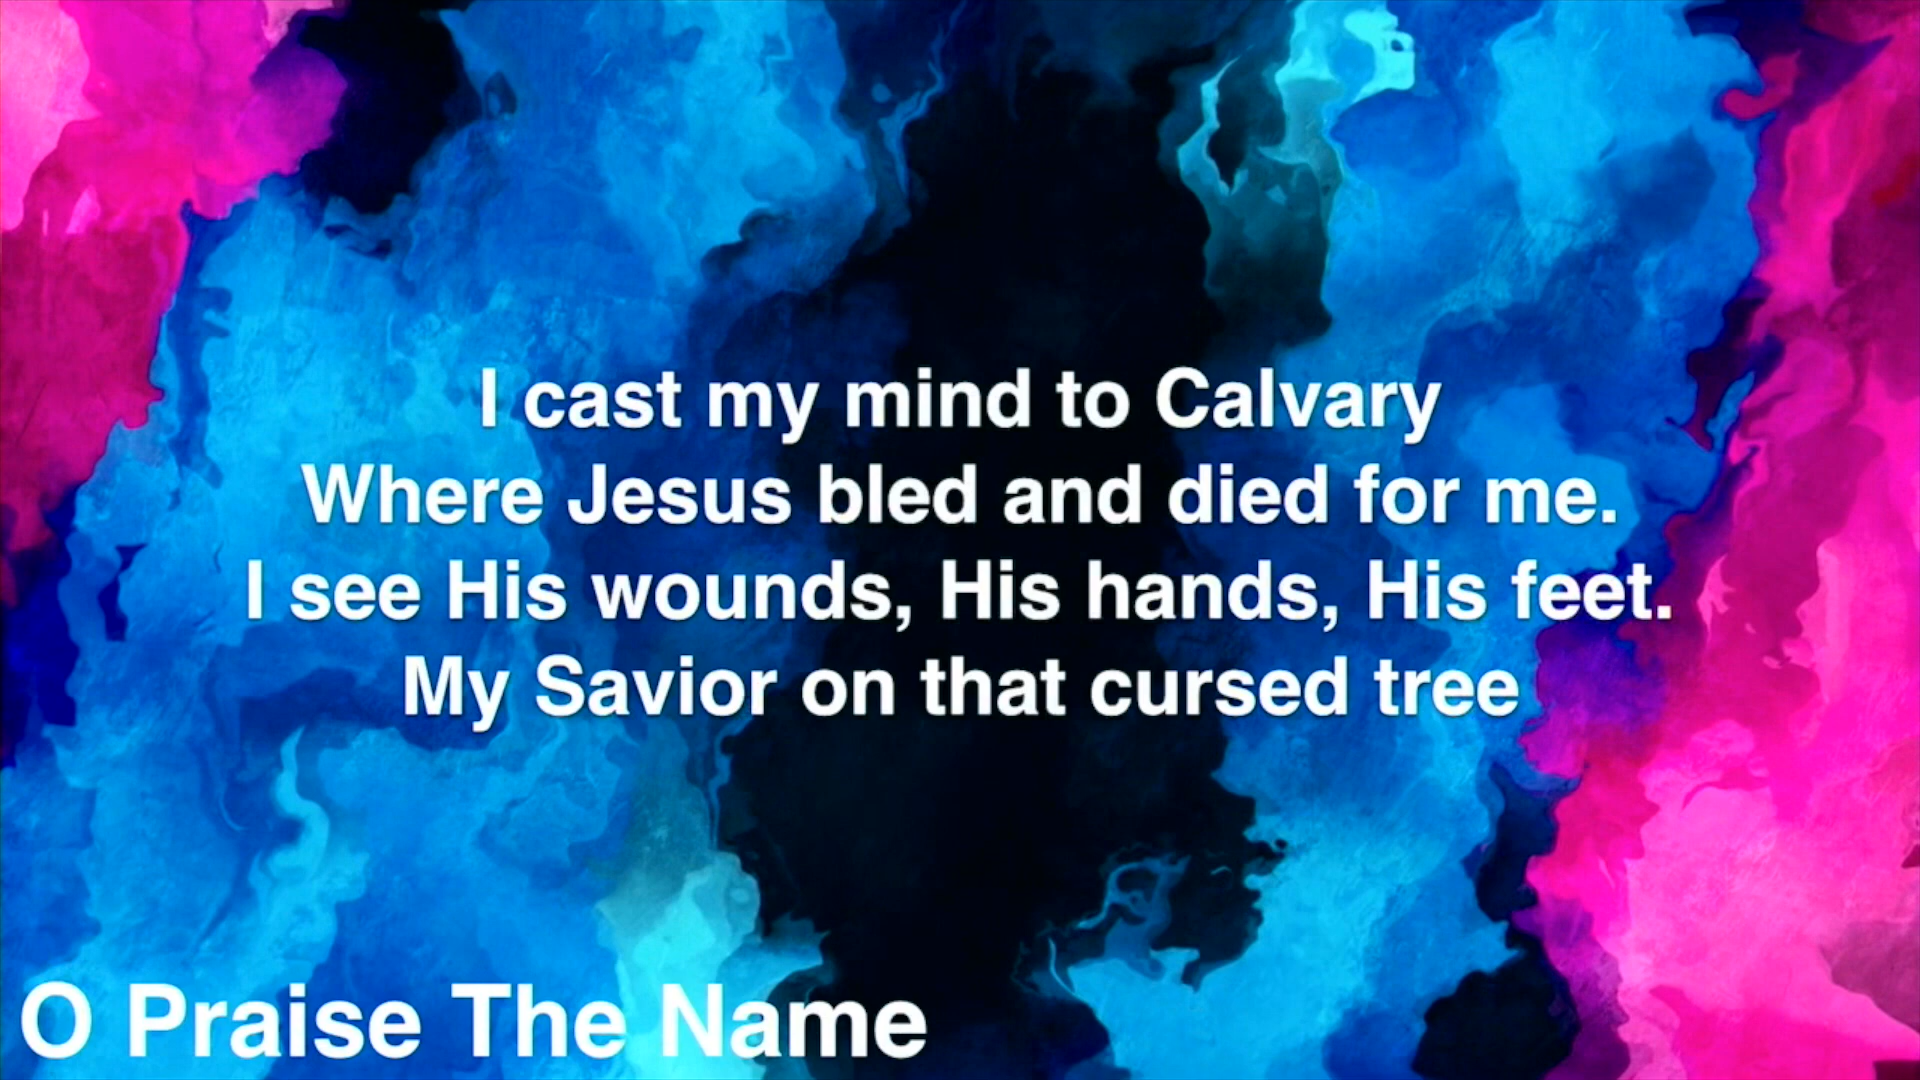 I cast my mind to Calvary
Where Jesus bled and died for me.
I see His wounds, His hands, His feet.
My Savior on that cursed tree
O Praise The Name